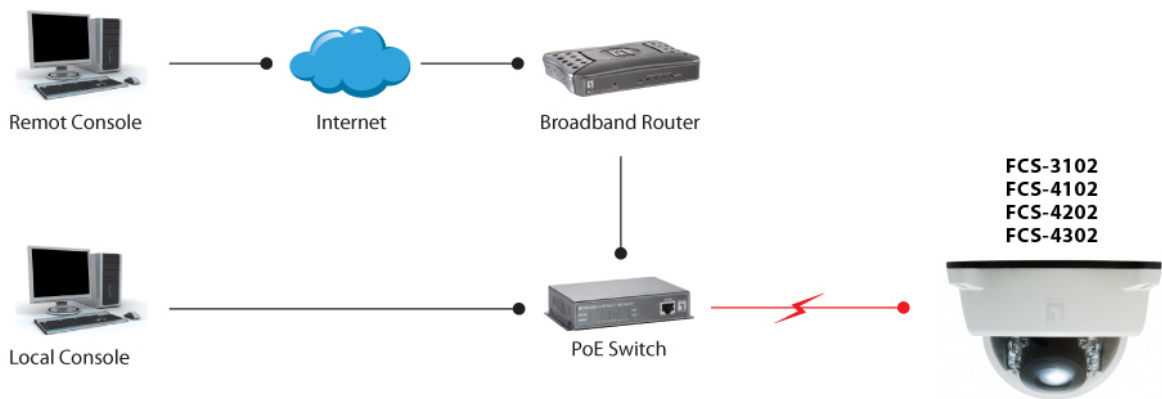 Remot Console
Internet
Broadband Router
FCS-3102
FCS-4102
FCS-4202
FCS-4302
Local Console
PoE Switch